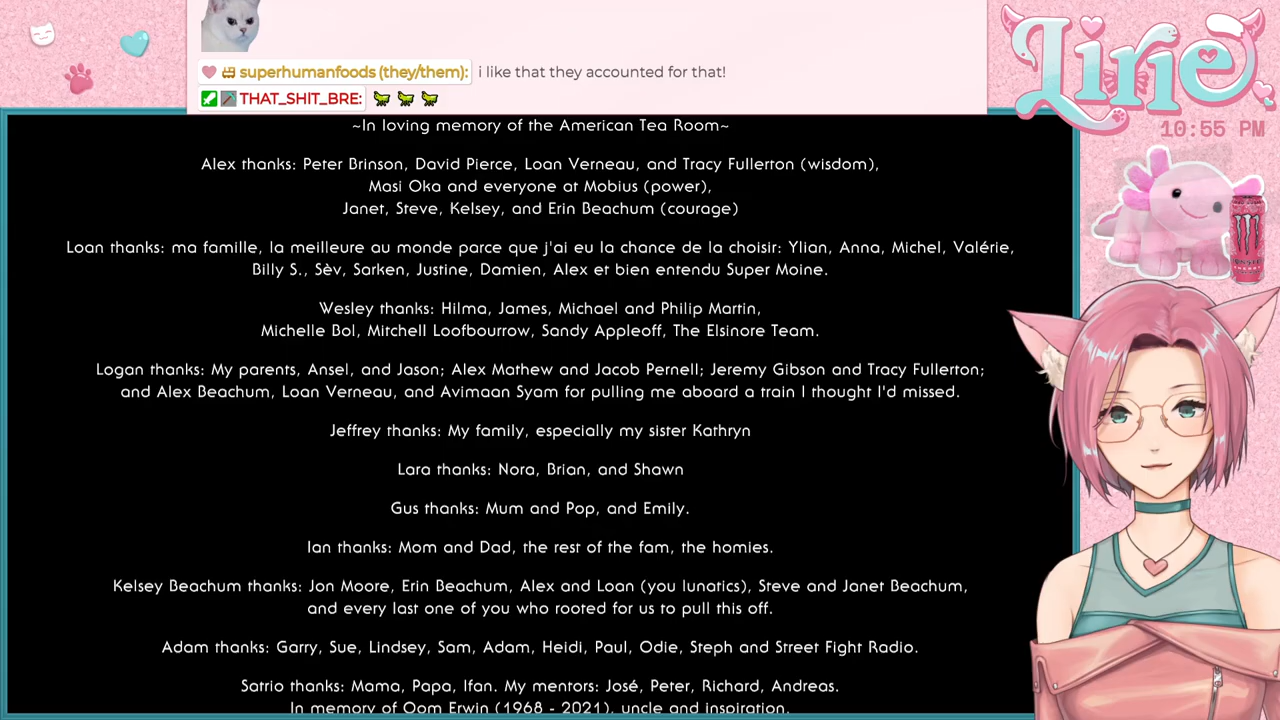 superhumanfoods (they/them): i like that they accounted for that!
THAT_SHIT_BRE:
Lirie
10:55 PM
~In loving memory of the American Tea Room~
Alex thanks: Peter Brinson, David Pierce, Loan Verneau, and Tracy Fullerton (wisdom),
Masi Oka and everyone at Mobius (power),
Janet, Steve, Kelsey, and Erin Beachum (courage)
Loan thanks: ma famille, la meilleure au monde parce que j'ai eu la chance de la choisir: Ylian, Anna, Michel, Valérie,
Billy S., Sèv, Sarken, Justine, Damien, Alex et bien entendu Super Moine.
Wesley thanks: Hilma, James, Michael and Philip Martin,
Michelle Bol, Mitchell Loofbourrow, Sandy Appleoff, The Elsinore Team.
Logan thanks: My parents, Ansel, and Jason; Alex Mathew and Jacob Pernell; Jeremy Gibson and Tracy Fullerton;
and Alex Beachum, Loan Verneau, and Avimaan Syam for pulling me aboard a train I thought I'd missed.
Jeffrey thanks: My family, especially my sister Kathryn
Lara thanks: Nora, Brian, and Shawn
Gus thanks: Mum and Pop, and Emily.
Ian thanks: Mom and Dad, the rest of the fam, the homies.
Kelsey Beachum thanks: Jon Moore, Erin Beachum, Alex and Loan (you lunatics), Steve and Janet Beachum,
and every last one of you who rooted for us to pull this off.
Adam thanks: Garry, Sue, Lindsey, Sam, Adam, Heidi, Paul, Odie, Steph and Street Fight Radio.
Satrio thanks: Mama, Papa, Ifan. My mentors: José, Peter, Richard, Andreas.
In memory of Oom Erwin (1968 - 2021), uncle and inspiration.